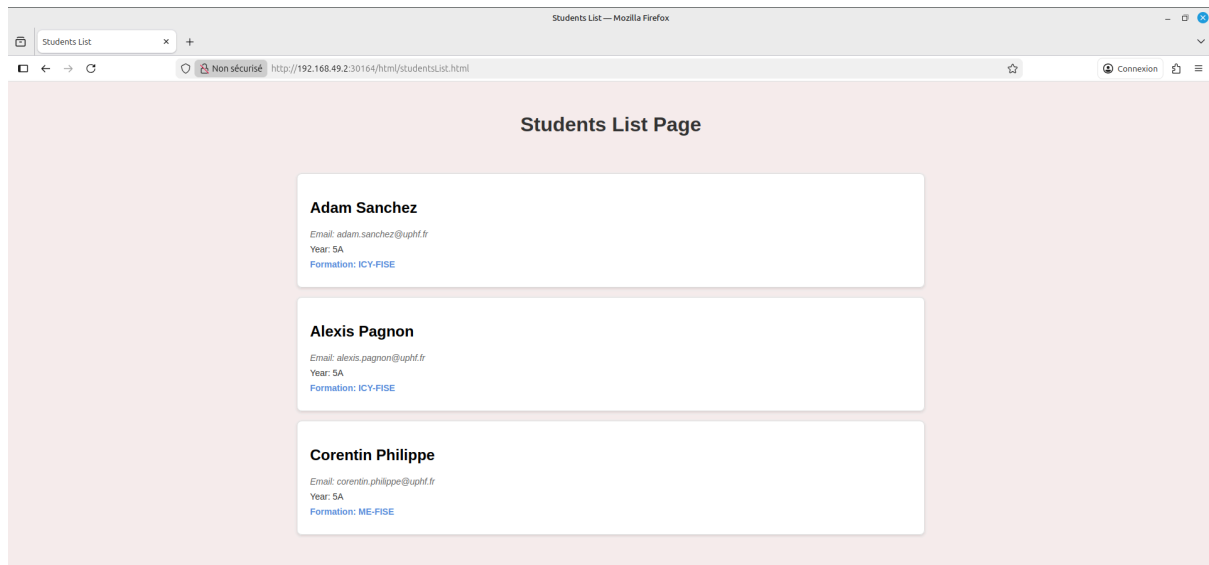 Students List — Mozilla Firefox
Students List
Non sécurisé http://192.168.49.2:30164/html/studentsList.html Connexion
Students List Page
Adam Sanchez
Email: adam.sanchez@uphf.fr
Year: 5A
Formation: ICY-FISE
Alexis Pagnon
Email: alexis.pagnon@uphf.fr
Year: 5A
Formation: ICY-FISE
Corentin Philippe
Email: corentin.philippe@uphf.fr
Year: 5A
Formation: ME-FISE